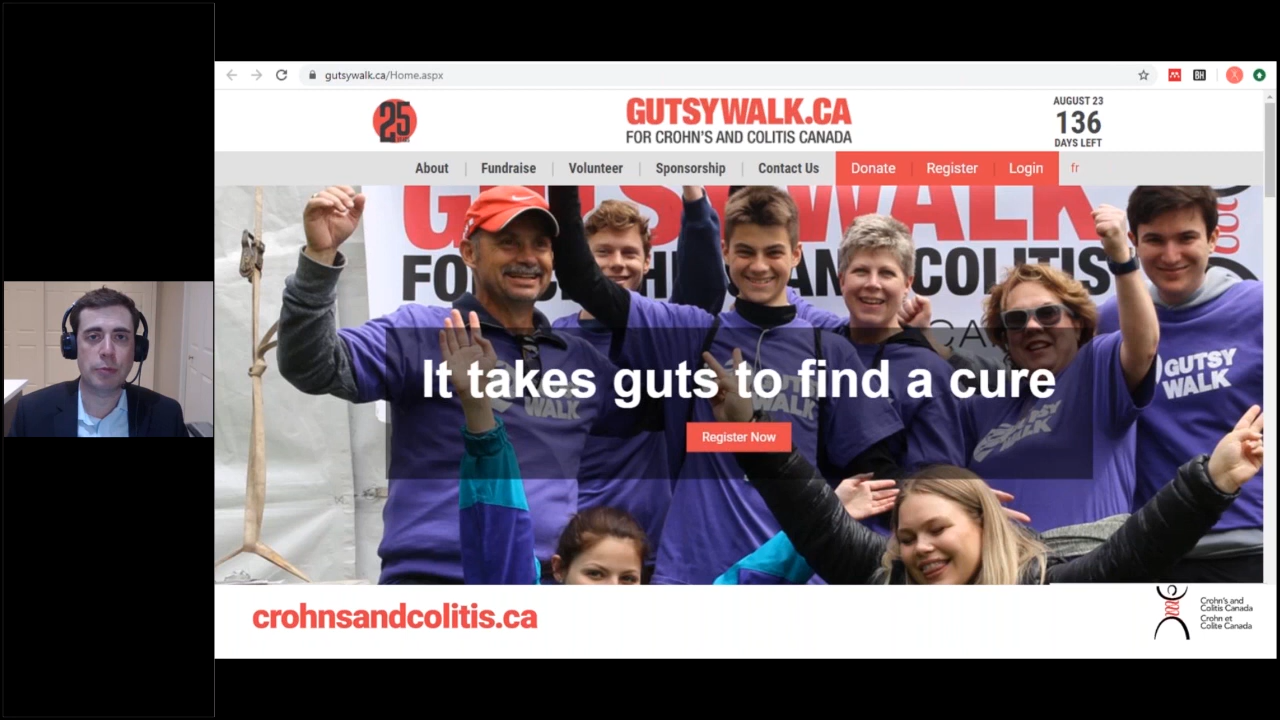 gutsywalk.ca/Home.aspx
BH
X
25
GUTSYWALK.CA
FOR CROHN'S AND COLITIS CANADA
AUGUST 23
136
DAYS LEFT
About
Fundraise
Volunteer
Sponsorship
Contact Us
Donate
Register
Login
fr
GUTSYWALK
It takes guts to find a cure
Register Now
GUTSY
WALK
crohnsandcolitis.ca
Crohn's and
Colitis Canada
Crohn et
Colite Canada